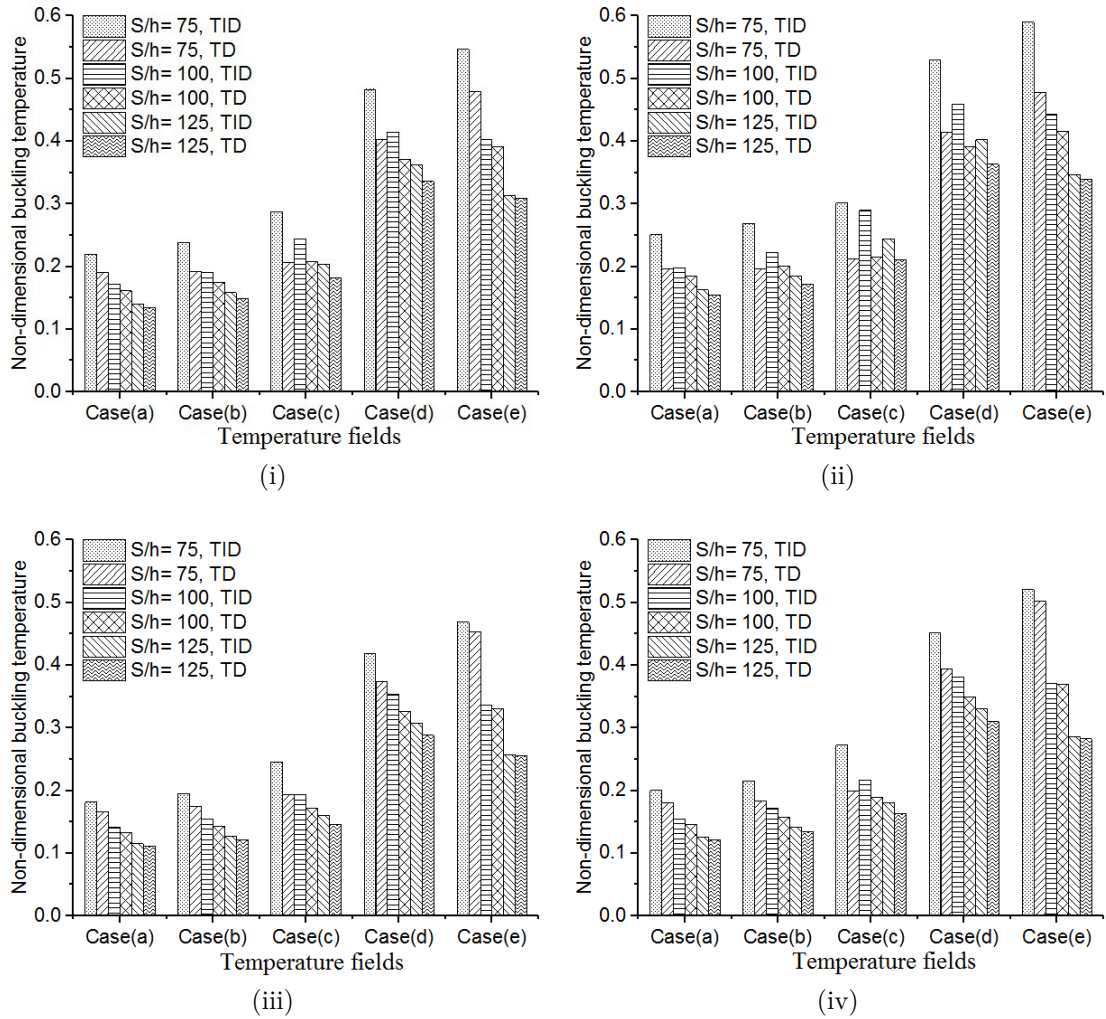 Non-dimensional buckling temperature
0.6
0.5
0.4
0.3
0.2
0.1
0.0
S/h= 75, TID
S/h= 75, TD
S/h= 100, TID
S/h= 100, TD
S/h= 125, TID
S/h= 125, TD
Case(a) Case(b) Case(c) Case(d) Case(e)
Temperature fields
(i)
Non-dimensional buckling temperature
0.6
0.5
0.4
0.3
0.2
0.1
0.0
S/h= 75, TID
S/h= 75, TD
S/h= 100, TID
S/h= 100, TD
S/h= 125, TID
S/h= 125, TD
Case(a) Case(b) Case(c) Case(d) Case(e)
Temperature fields
(ii)
Non-dimensional buckling temperature
0.6
0.5
0.4
0.3
0.2
0.1
0.0
S/h= 75, TID
S/h= 75, TD
S/h= 100, TID
S/h= 100, TD
S/h= 125, TID
S/h= 125, TD
Case(a) Case(b) Case(c) Case(d) Case(e)
Temperature fields
(iii)
Non-dimensional buckling temperature
0.6
0.5
0.4
0.3
0.2
0.1
0.0
S/h= 75, TID
S/h= 75, TD
S/h= 100, TID
S/h= 100, TD
S/h= 125, TID
S/h= 125, TD
Case(a) Case(b) Case(c) Case(d) Case(e)
Temperature fields
(iv)